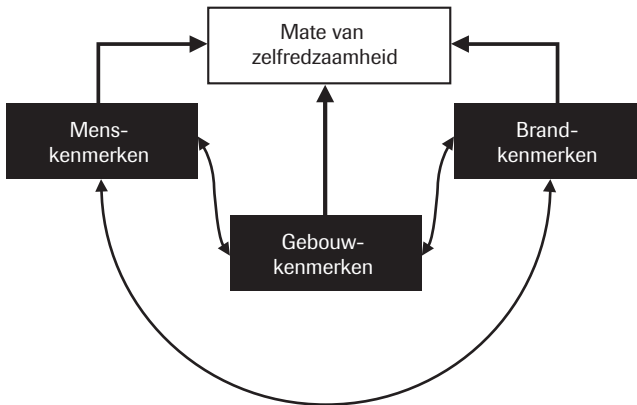 Mate van
zelfredzaamheid
Mens-
kenmerken
Brand-
kenmerken
Gebouw-
kenmerken